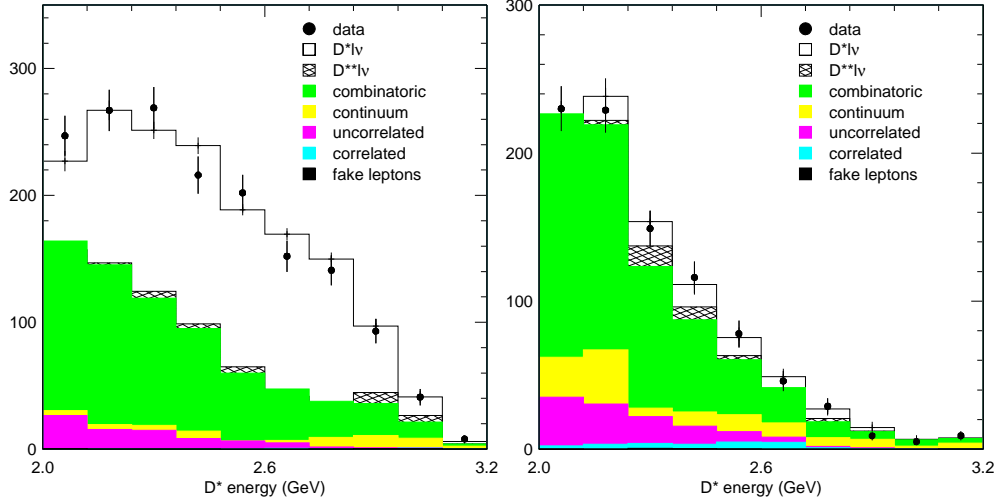 300
200
100
0
2.0
2.6
3.2
D* energy (GeV)
data
D*lν
D**lν
combinatoric
continuum
uncorrelated
correlated
fake leptons
300
200
100
0
2.0
2.6
3.2
D* energy (GeV)
data
D*lν
D**lν
combinatoric
continuum
uncorrelated
correlated
fake leptons